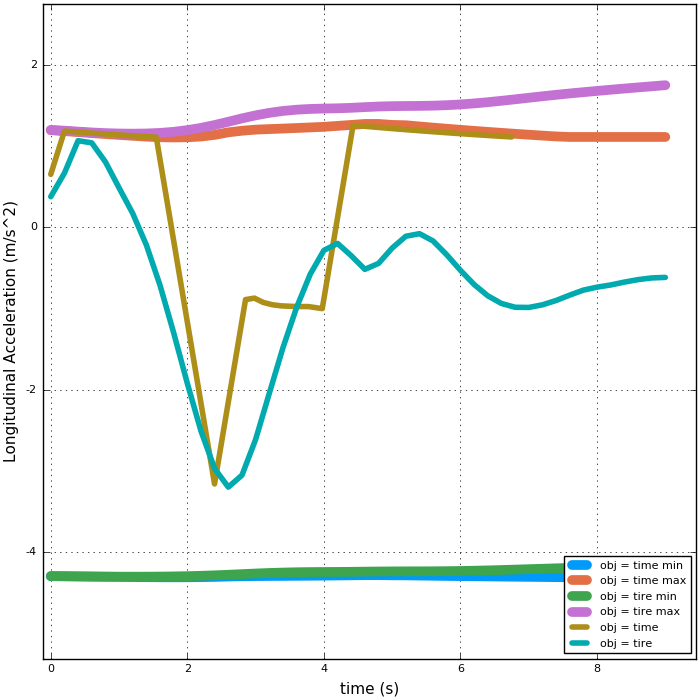 2
0
-2
-4
Longitudinal Acceleration (m/s^2)
0 2 4 6 8
time (s)
obj = time min
obj = time max
obj = tire min
obj = tire max
obj = time
obj = tire